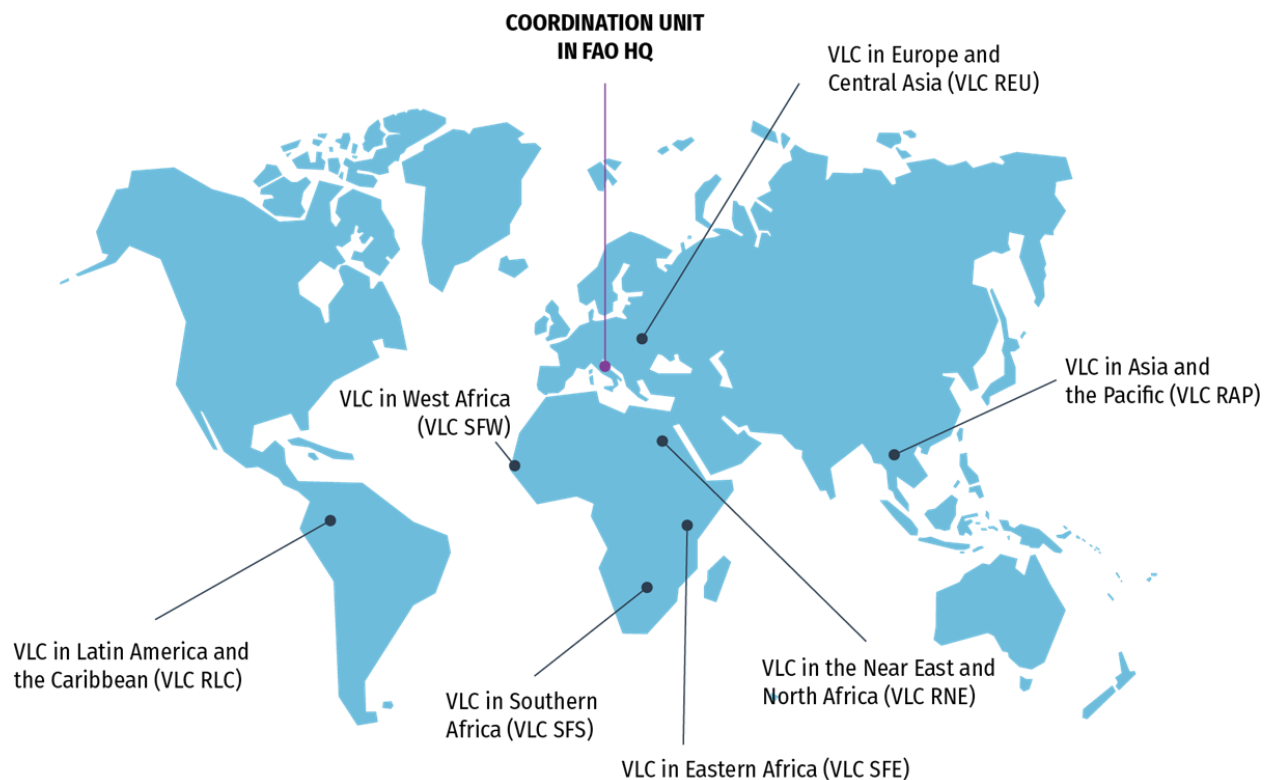 COORDINATION UNIT
IN FAO HQ
VLC in Europe and
Central Asia (VLC REU)
VLC in Asia and
the Pacific (VLC RAP)
VLC in West Africa
(VLC SFW)
VLC in Latin America and
the Caribbean (VLC RLC)
VLC in Southern
Africa (VLC SFS)
VLC in the Near East and
North Africa (VLC RNE)
VLC in Eastern Africa (VLC SFE)